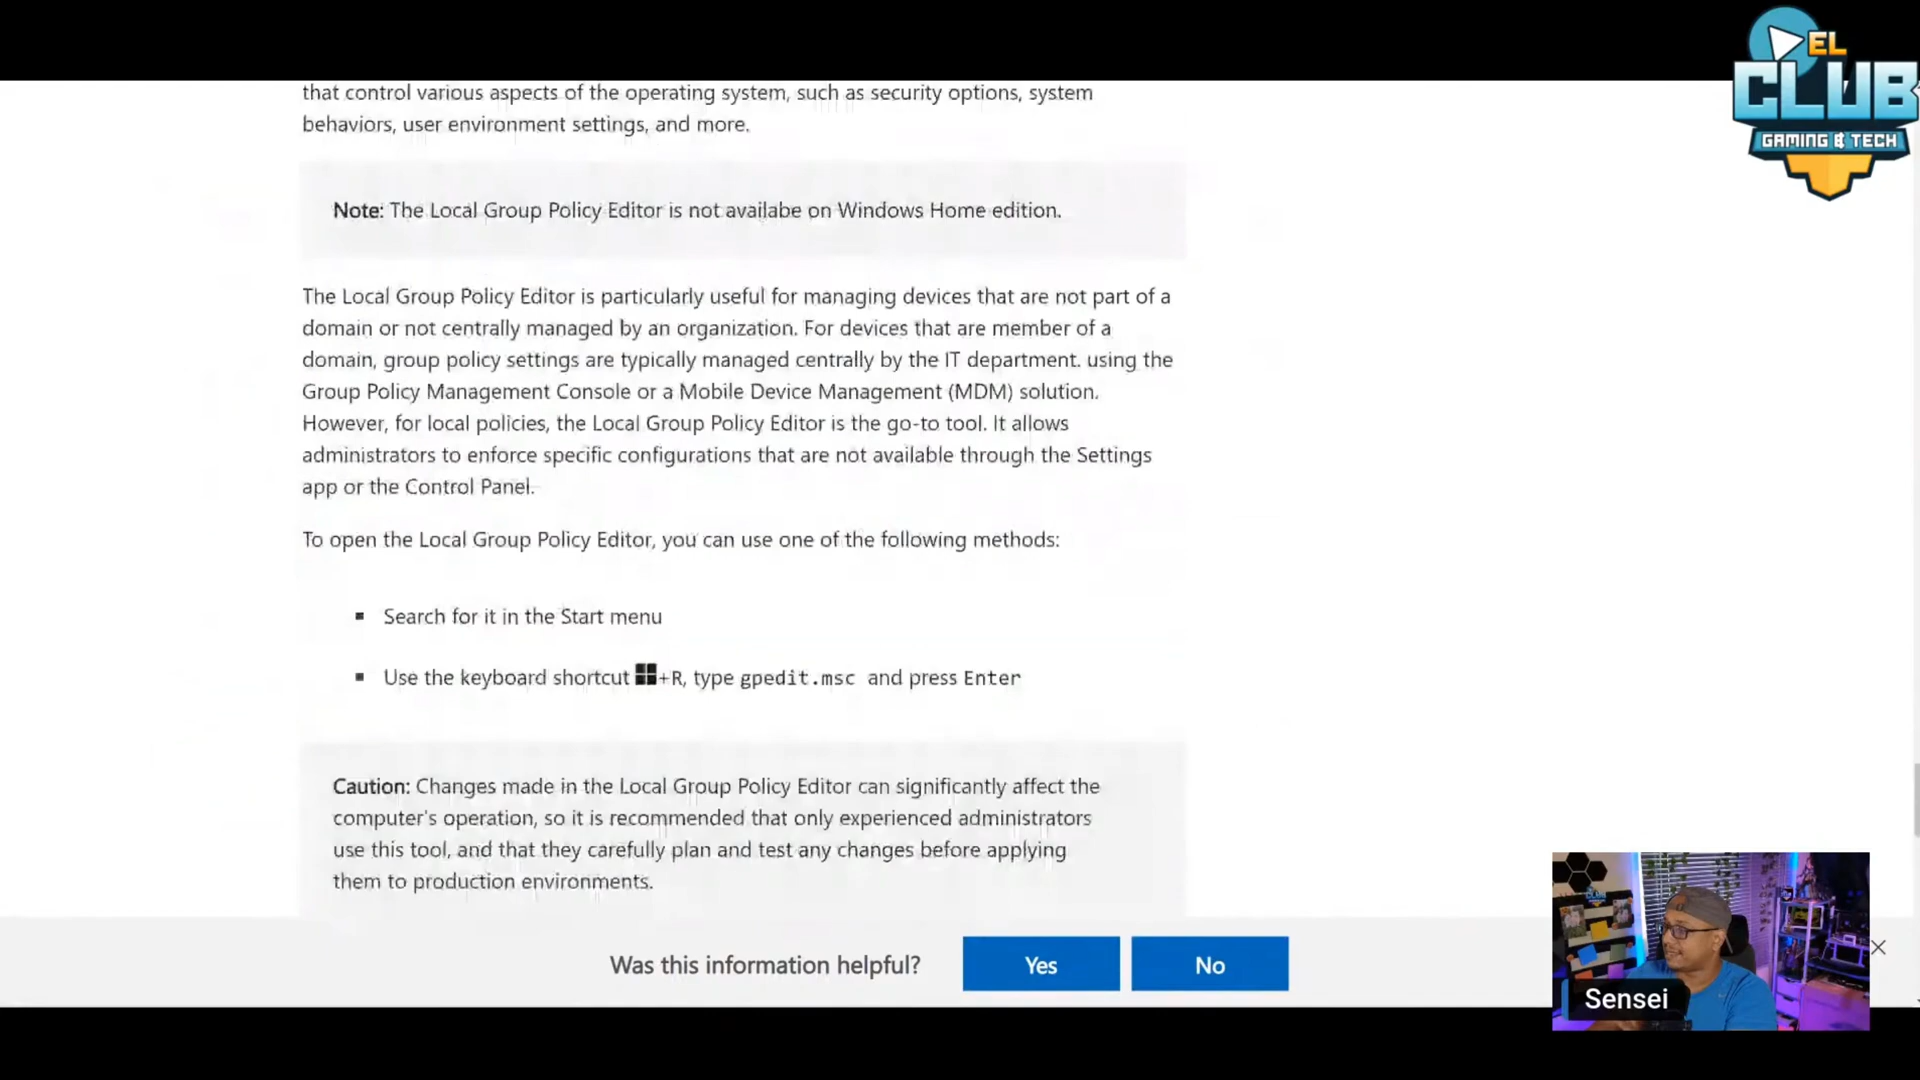 EL
CLUB
GAMING & TECH
that control various aspects of the operating system, such as security options, system
behaviors, user environment settings, and more.
Note: The Local Group Policy Editor is not availabe on Windows Home edition.
The Local Group Policy Editor is particularly useful for managing devices that are not part of a
domain or not centrally managed by an organization. For devices that are member of a
domain, group policy settings are typically managed centrally by the IT department. using the
Group Policy Management Console or a Mobile Device Management (MDM) solution.
However, for local policies, the Local Group Policy Editor is the go-to tool. It allows
administrators to enforce specific configurations that are not available through the Settings
app or the Control Panel.
To open the Local Group Policy Editor, you can use one of the following methods:
Search for it in the Start menu
Use the keyboard shortcut +R, type gpedit.msc and press Enter
Caution: Changes made in the Local Group Policy Editor can significantly affect the
computer's operation, so it is recommended that only experienced administrators
use this tool, and that they carefully plan and test any changes before applying
them to production environments.
Was this information helpful?
Yes
No
Sensei